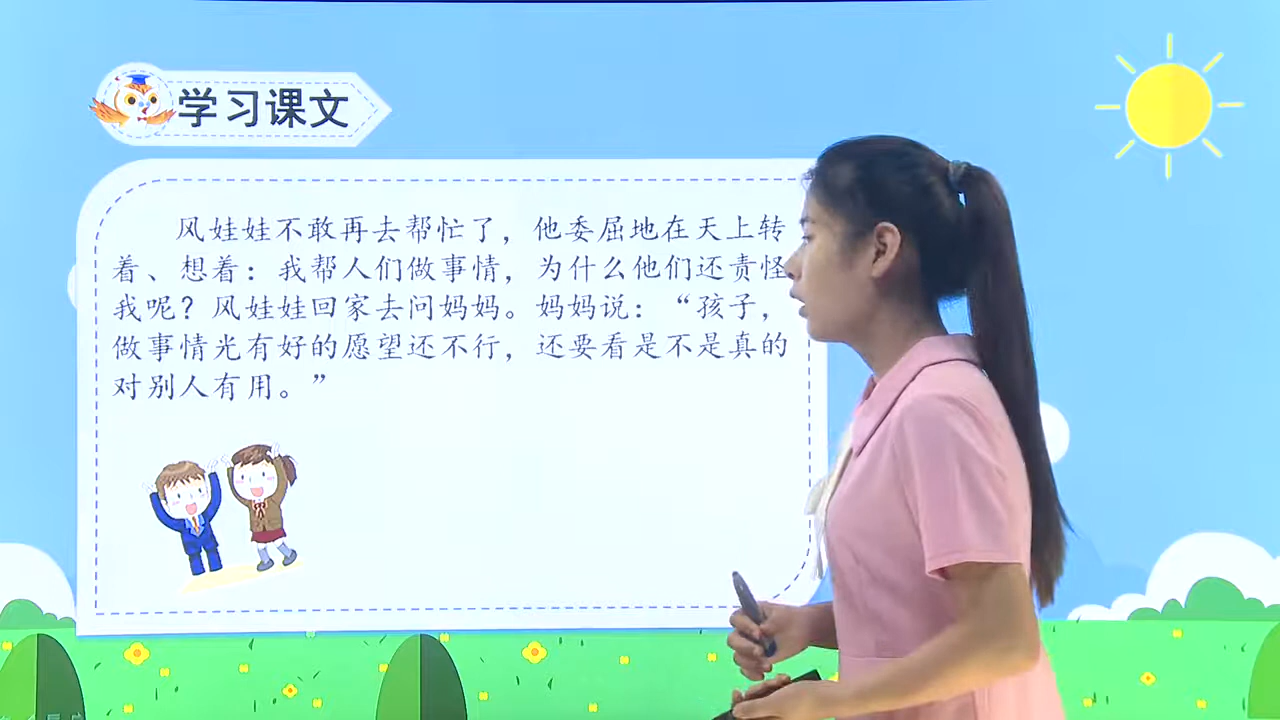 学习课文
风娃娃不敢再去帮忙了，他委屈地在天上转
着、想着：我帮人们做事情，为什么他们还责怪
我呢？风娃娃回家去问妈妈。妈妈说：“孩子，
做事情光有好的愿望还不行，还要看是不是真的
对别人有用。”